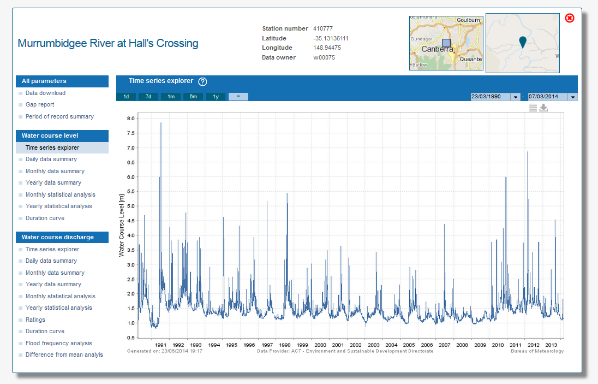 Murrumbidgee River at Hall's Crossing
Station number 410777
Latitude -35.13136111
Longitude 148.94475
Data owner w00075
Goulburn
Canberra
Queanbe
All parameters
Data download
Gap report
Period of record summary
Water course level
Time series explorer
Daily data summary
Monthly data summary
Yearly data summary
Monthly statistical analysis
Yearly statistical analysis
Duration curve
Water course discharge
Time series explorer
Daily data summary
Monthly data summary
Yearly data summary
Monthly statistical analysis
Yearly statistical analysis
Ratings
Duration curve
Flood frequency analysis
Difference from mean analysis
Time series explorer ?
1d 7d 1m 6m 1y
23/03/1990 07/03/2014
Water Course Level [m]
8.0
7.5
7.0
6.5
6.0
5.5
5.0
4.5
4.0
3.5
3.0
2.5
2.0
1.5
1.0
0.5
1991 1992 1993 1994 1995 1996 1997 1998 1999 2000 2001 2002 2003 2004 2005 2006 2007 2008 2009 2010 2011 2012 2013
Generated on: 23/06/2014 19:17 Data Provider: ACT - Environment and Sustainable Development Directorate Bureau of Meteorology